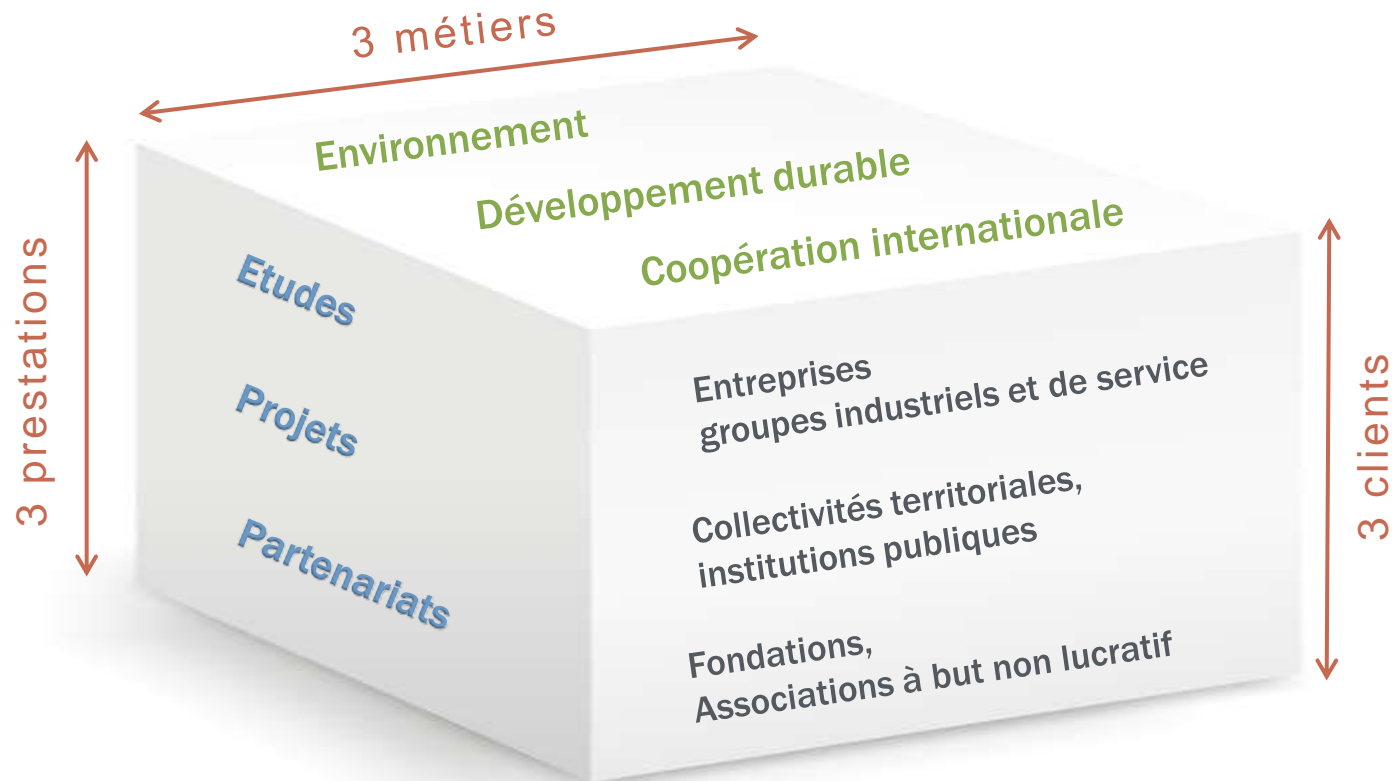 3 métiers
Environnement
Développement durable
Coopération internationale
3 prestations
Etudes
Projets
Partenariats
Entreprises
groupes industriels et de service
Collectivités territoriales,
institutions publiques
Fondations,
Associations à but non lucratif
3 clients